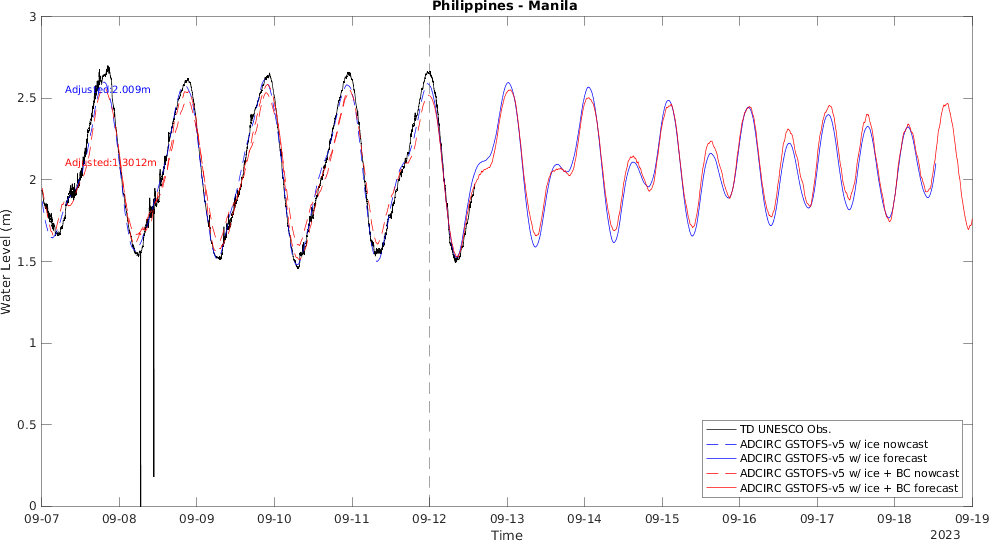 Philippines - Manila
3
2.5
2
1.5
1
0.5
0
Water Level (m)
Adjusted:2.009m
Adjusted:1.3012m
TD UNESCO Obs.
ADCIRC GSTOFS-v5 w/ ice nowcast
ADCIRC GSTOFS-v5 w/ ice forecast
ADCIRC GSTOFS-v5 w/ ice + BC nowcast
ADCIRC GSTOFS-v5 w/ ice + BC forecast
09-07 09-08 09-09 09-10 09-11 09-12 09-13 09-14 09-15 09-16 09-17 09-18 09-19
Time
2023